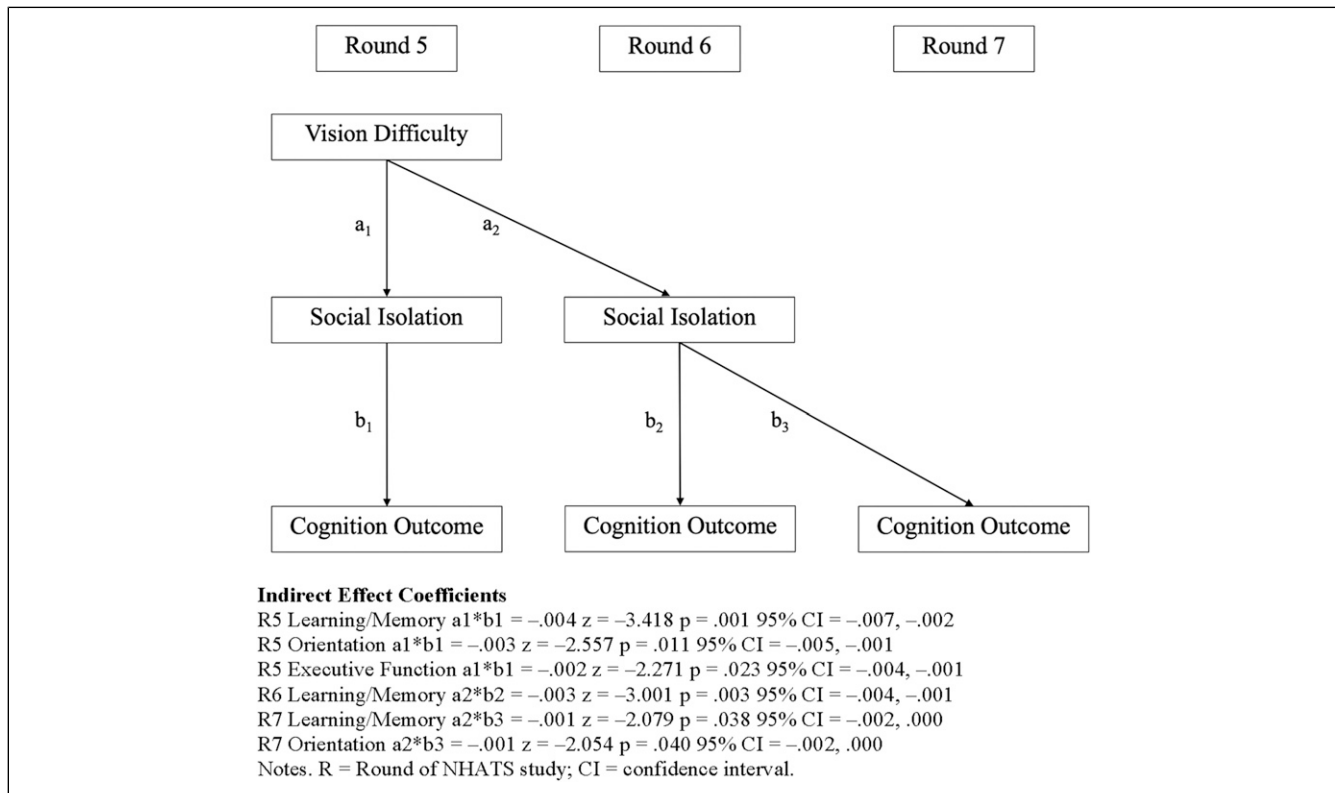 Round 5
Round 6
Round 7
Vision Difficulty
a₁
a₂
Social Isolation
Social Isolation
b₁
b₂
b₃
Cognition Outcome
Cognition Outcome
Cognition Outcome
Indirect Effect Coefficients
R5 Learning/Memory a1*b1 = –.004 z = –3.418 p = .001 95% CI = –.007, –.002
R5 Orientation a1*b1 = –.003 z = –2.557 p = .011 95% CI = –.005, –.001
R5 Executive Function a1*b1 = –.002 z = –2.271 p = .023 95% CI = –.004, –.001
R6 Learning/Memory a2*b2 = –.003 z = –3.001 p = .003 95% CI = –.004, –.001
R7 Learning/Memory a2*b3 = –.001 z = –2.079 p = .038 95% CI = –.002, .000
R7 Orientation a2*b3 = –.001 z = –2.054 p = .040 95% CI = –.002, .000
Notes. R = Round of NHATS study; CI = confidence interval.